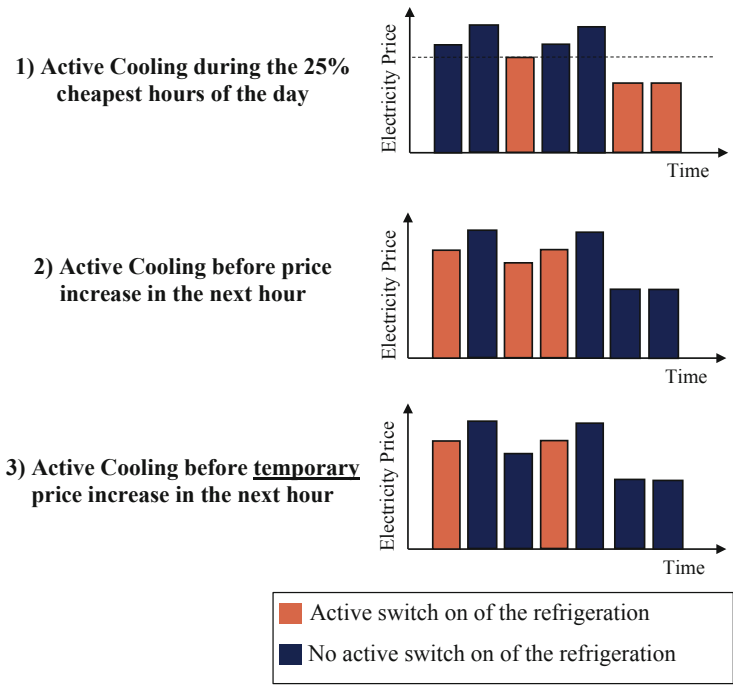 1) Active Cooling during the 25%
cheapest hours of the day
Electricity Price
Time
2) Active Cooling before price
increase in the next hour
Electricity Price
Time
3) Active Cooling before temporary
price increase in the next hour
Electricity Price
Time
Active switch on of the refrigeration
No active switch on of the refrigeration